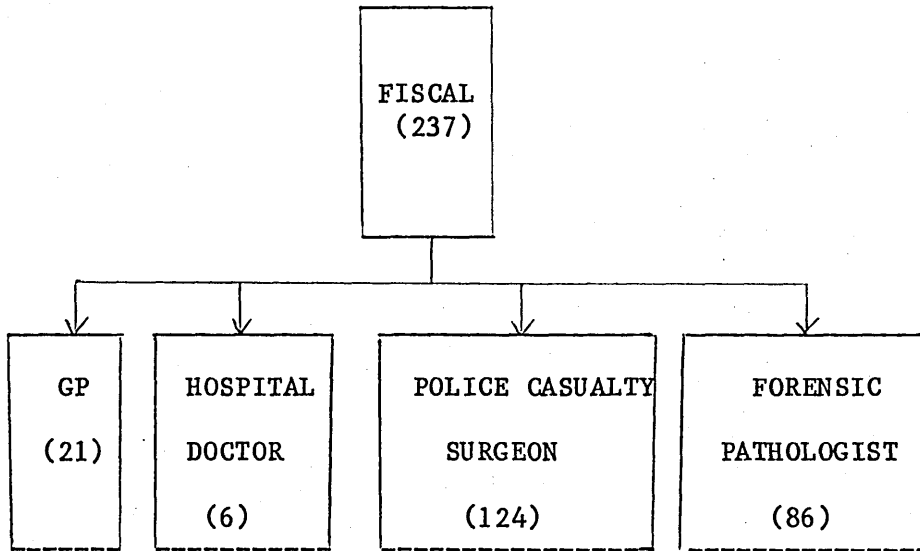 FISCAL
(237)
GP
(21)
HOSPITAL
DOCTOR
(6)
POLICE CASUALTY
SURGEON
(124)
FORENSIC
PATHOLOGIST
(86)